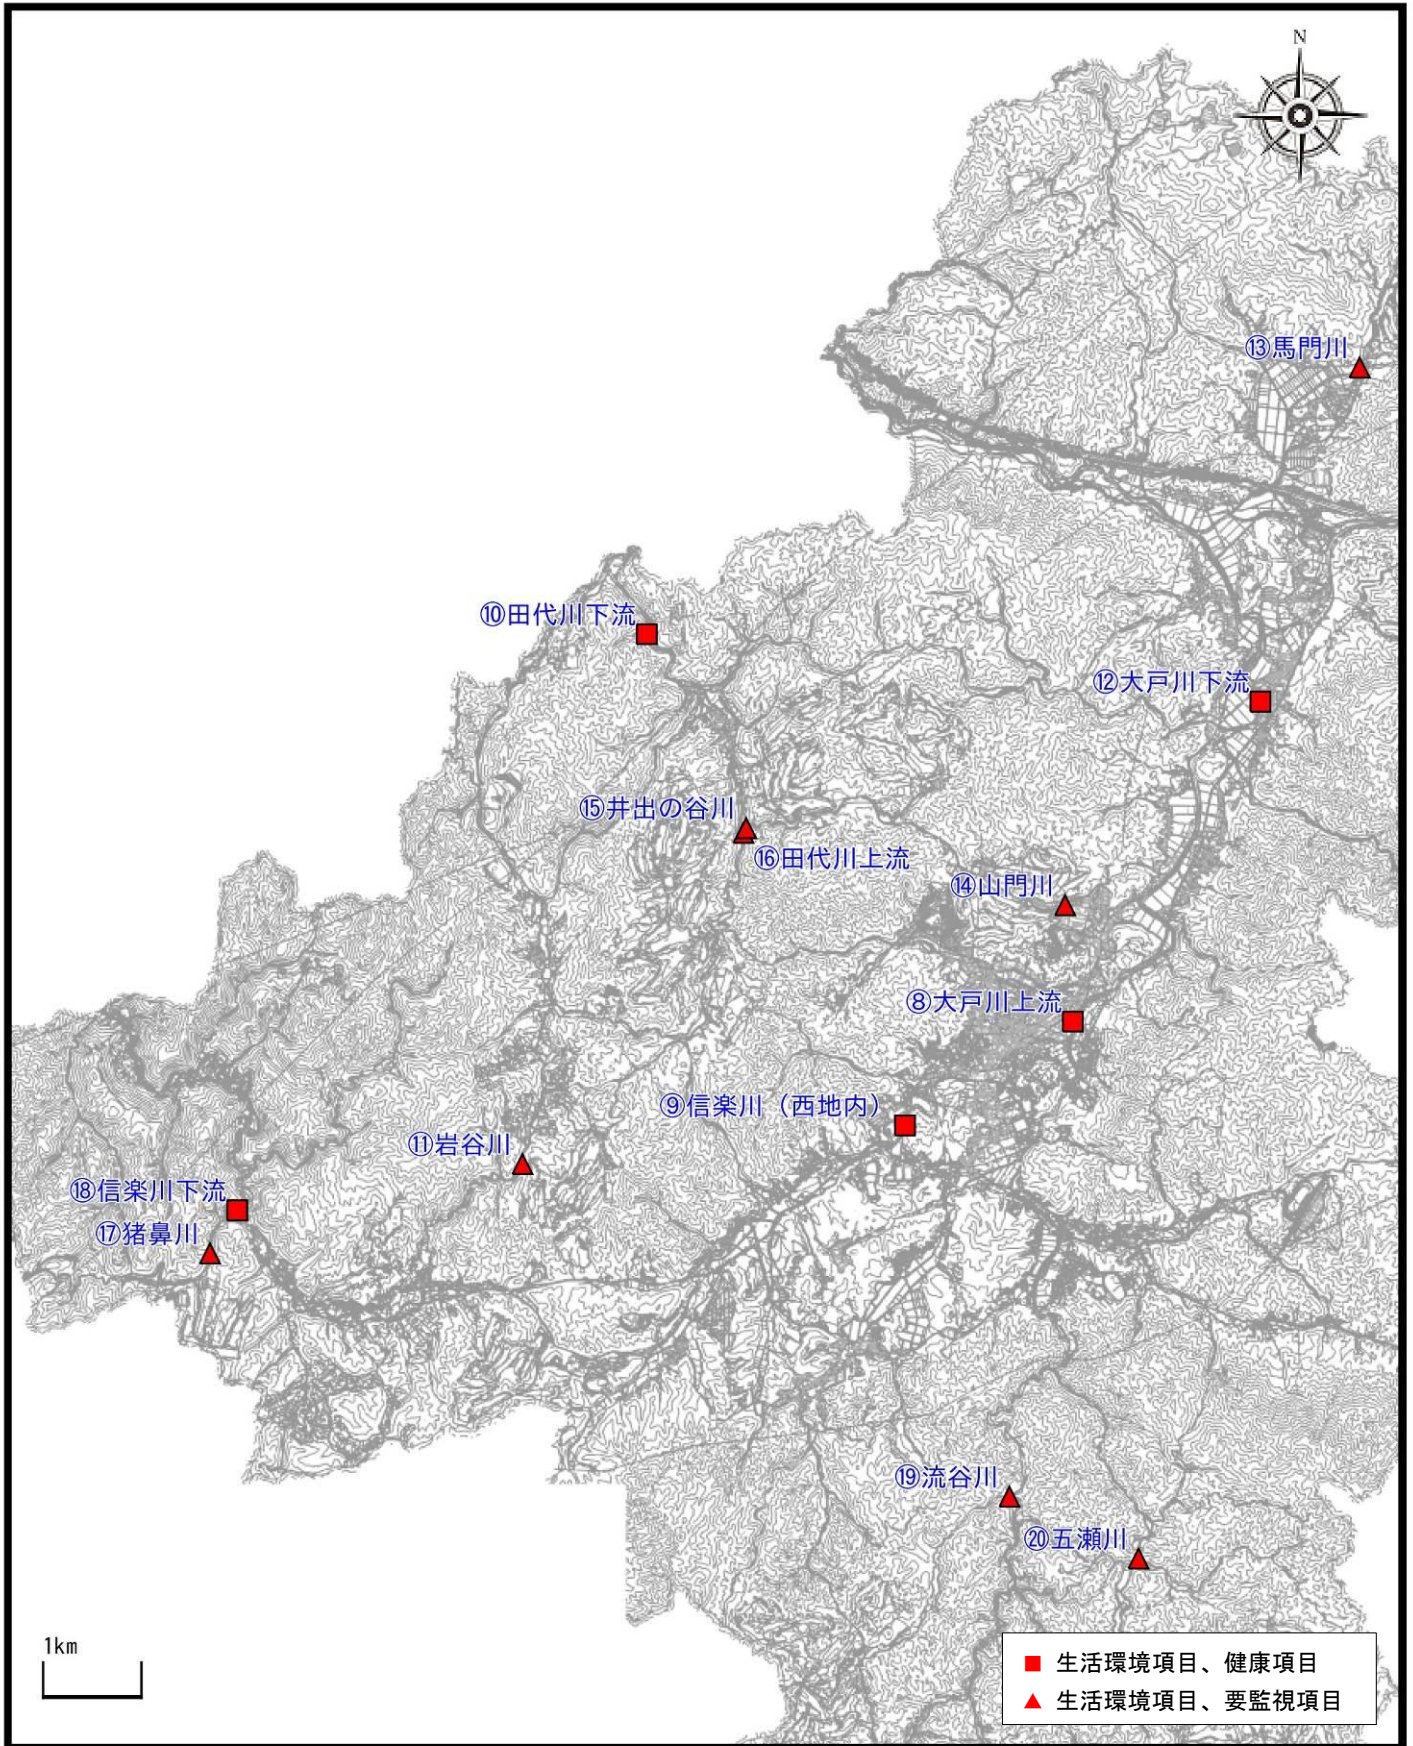 N
⑬馬門川
⑩田代川下流
⑫大戸川下流
⑮井出の谷川
⑯田代川上流
⑭山門川
⑧大戸川上流
⑨信楽川（西地内）
⑪岩谷川
⑱信楽川下流
⑰猪鼻川
⑲流谷川
⑳五瀬川
1km
生活環境項目、健康項目
生活環境項目、要監視項目